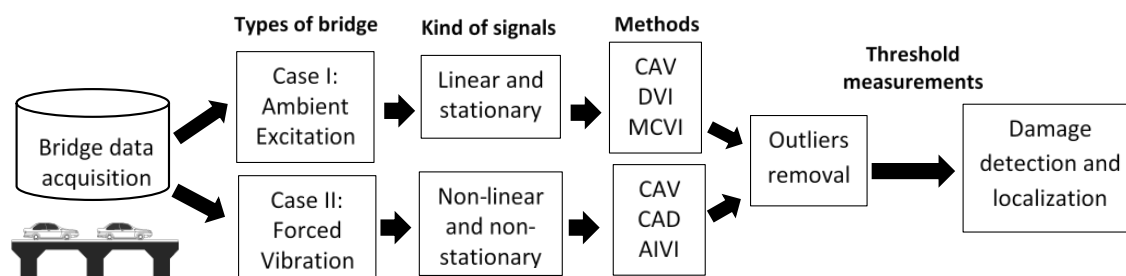 Types of bridge
Kind of signals
Methods
Threshold
measurements
Bridge data
acquisition
Case I:
Ambient
Excitation
Linear and
stationary
CAV
DVI
MCVI
Case II:
Forced
Vibration
Non-linear
and non-
stationary
CAV
CAD
AIVI
Outliers
removal
Damage
detection and
localization